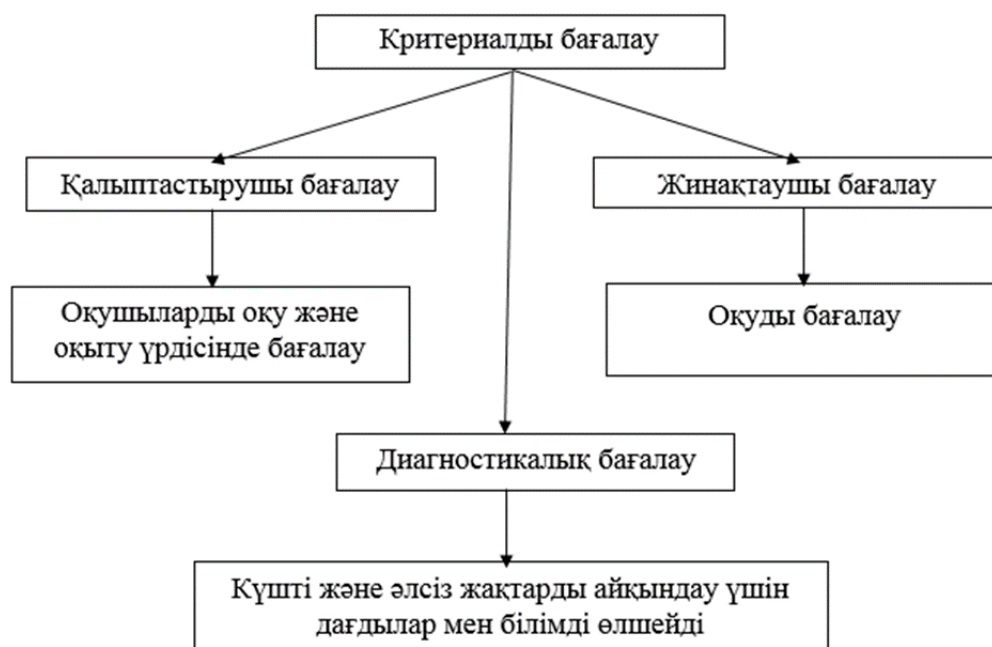 Критериалды бағалау
Қалыптастырушы бағалау
Жинақтаушы бағалау
Оқушыларды оқу және
оқыту үрдісінде бағалау
Оқуды бағалау
Диагностикалық бағалау
Күшті және әлсіз жақтарды айқындау үшін
дағдылар мен білімді өлшейді